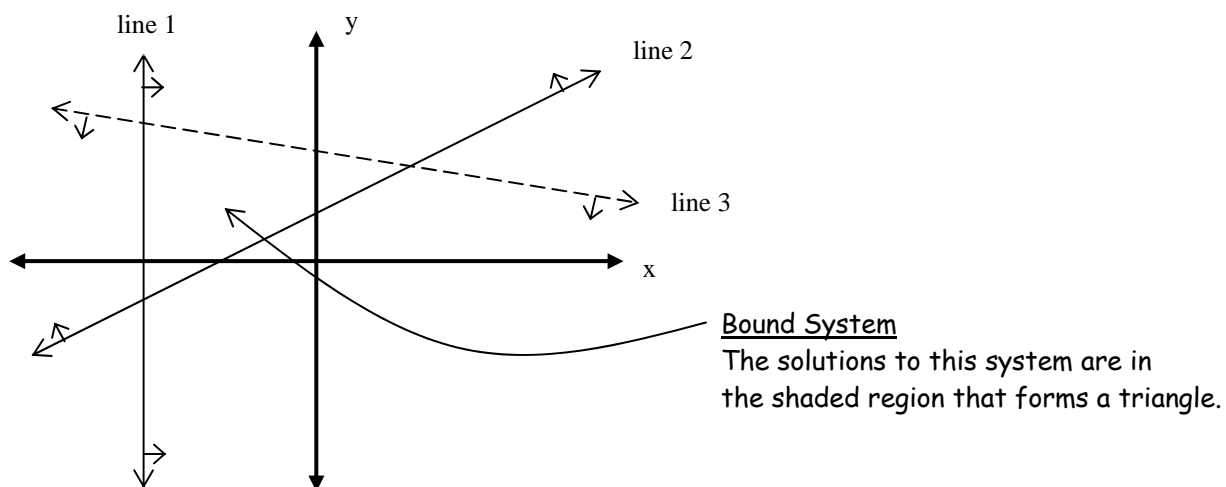 line 1
y
line 2
line 3
x
Bound System
The solutions to this system are in
the shaded region that forms a triangle.